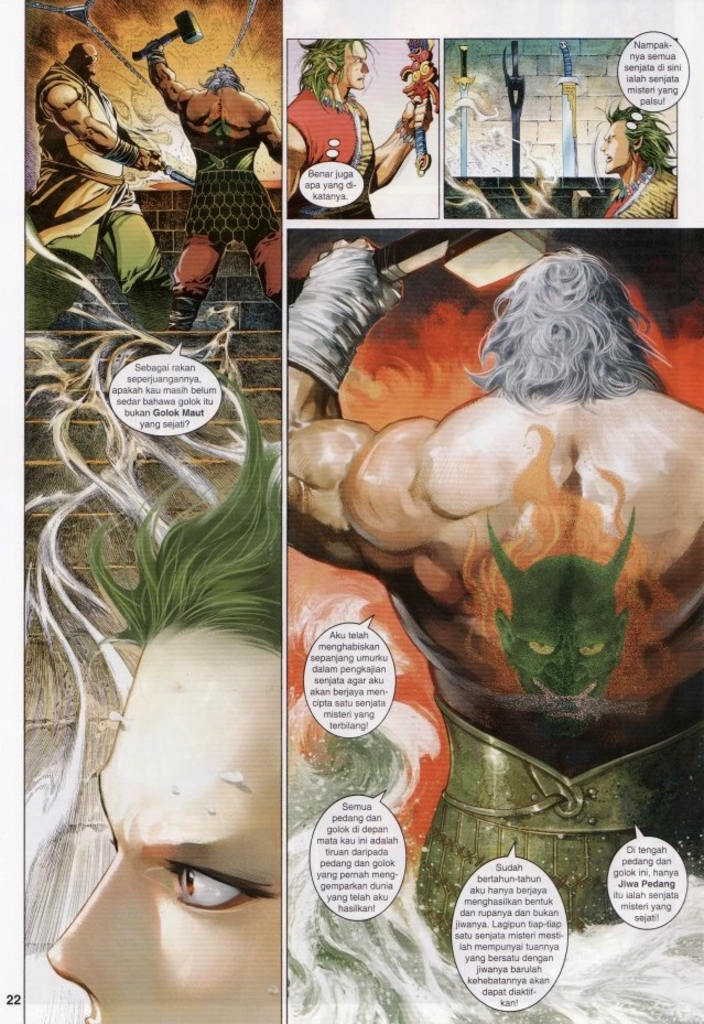 Sebagai rakan
seperjuangannya,
apakah kau masih belum
sedar bahawa golok itu
bukan Golok Maut
yang sejati?
Benar juga
apa yang di-
katanya.
Nampak-
nya semua
senjata di sini
ialah senjata
misteri yang
palsu!
Aku telah
menghabiskan
sepanjang umurku
dalam pengkajian
senjata agar aku
akan berjaya men-
cipta satu senjata
misteri yang
terbilang!
Semua
pedang dan
golok di depan
mata kau ini adalah
tiruan daripada
pedang dan golok
yang pernah meng-
gemparkan dunia
yang telah aku
hasilkan!
Sudah
bertahun-tahun
aku hanya berjaya
menghasilkan bentuk
dan rupanya dan bukan
jiwanya. Lagipun tiap-tiap
satu senjata misteri mesti-
lah mempunyai tuannya
yang bersatu dengan
jiwanya barulah
kehebatannya akan
dapat diaktif-
kan!
Di tengah
pedang dan
golok ini, hanya
Jiwa Pedang
itu ialah senjata
misteri yang
sejati!
22